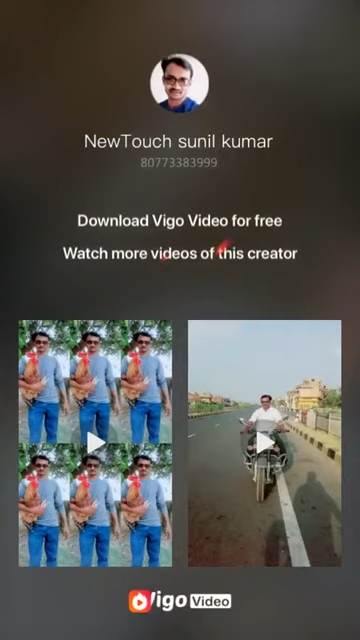 NewTouch sunil kumar
80773383999
Download Vigo Video for free
Watch more videos of this creator
Vigo Video